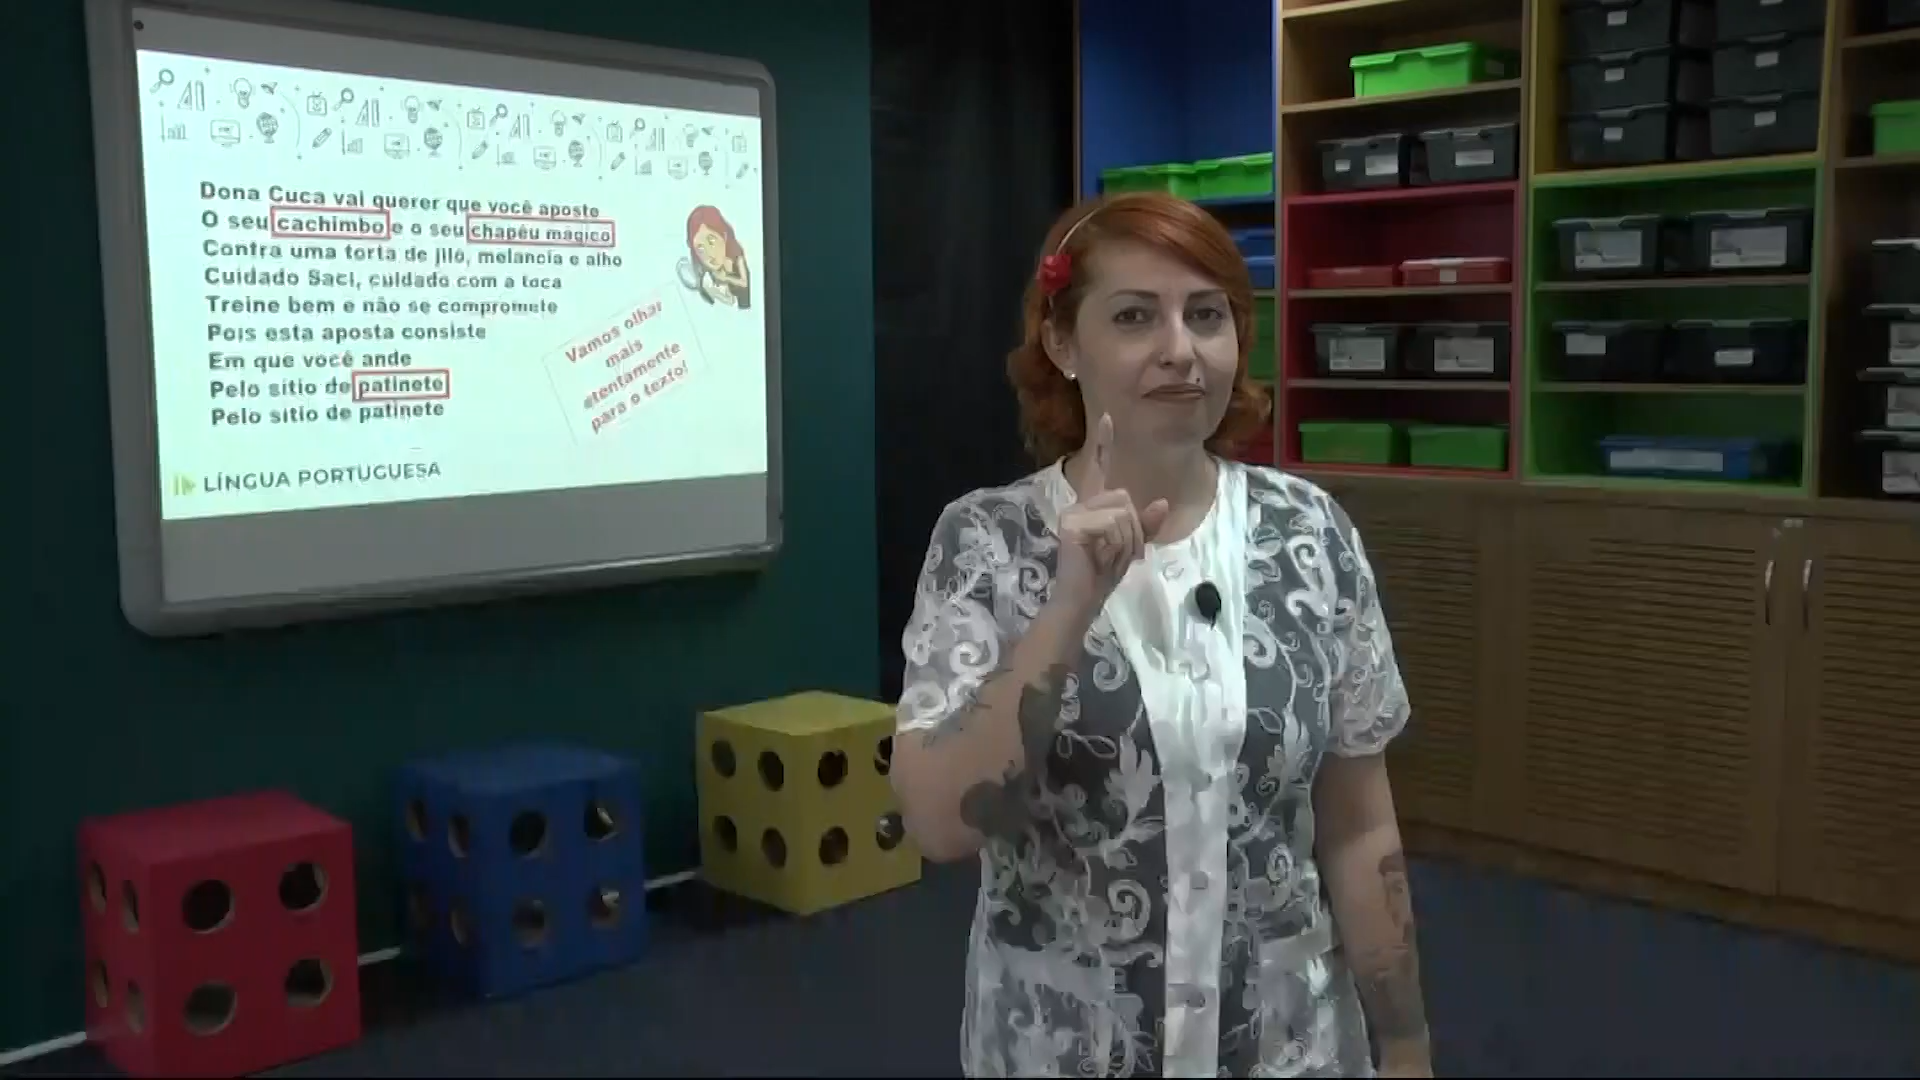 Dona Cuca vai querer que você aposte
O seu cachimbo e o seu chapéu mágico
Contra uma torta de jiló, melancia e alho
Cuidado Saci, cuidado com a toca
Treine bem e não se compromete
Pois esta aposta consiste
Em que você ande
Pelo sítio de patinete
Pelo sítio de patinete
Vamos olhar
mais
atentamente
para o texto!
LÍNGUA PORTUGUESA